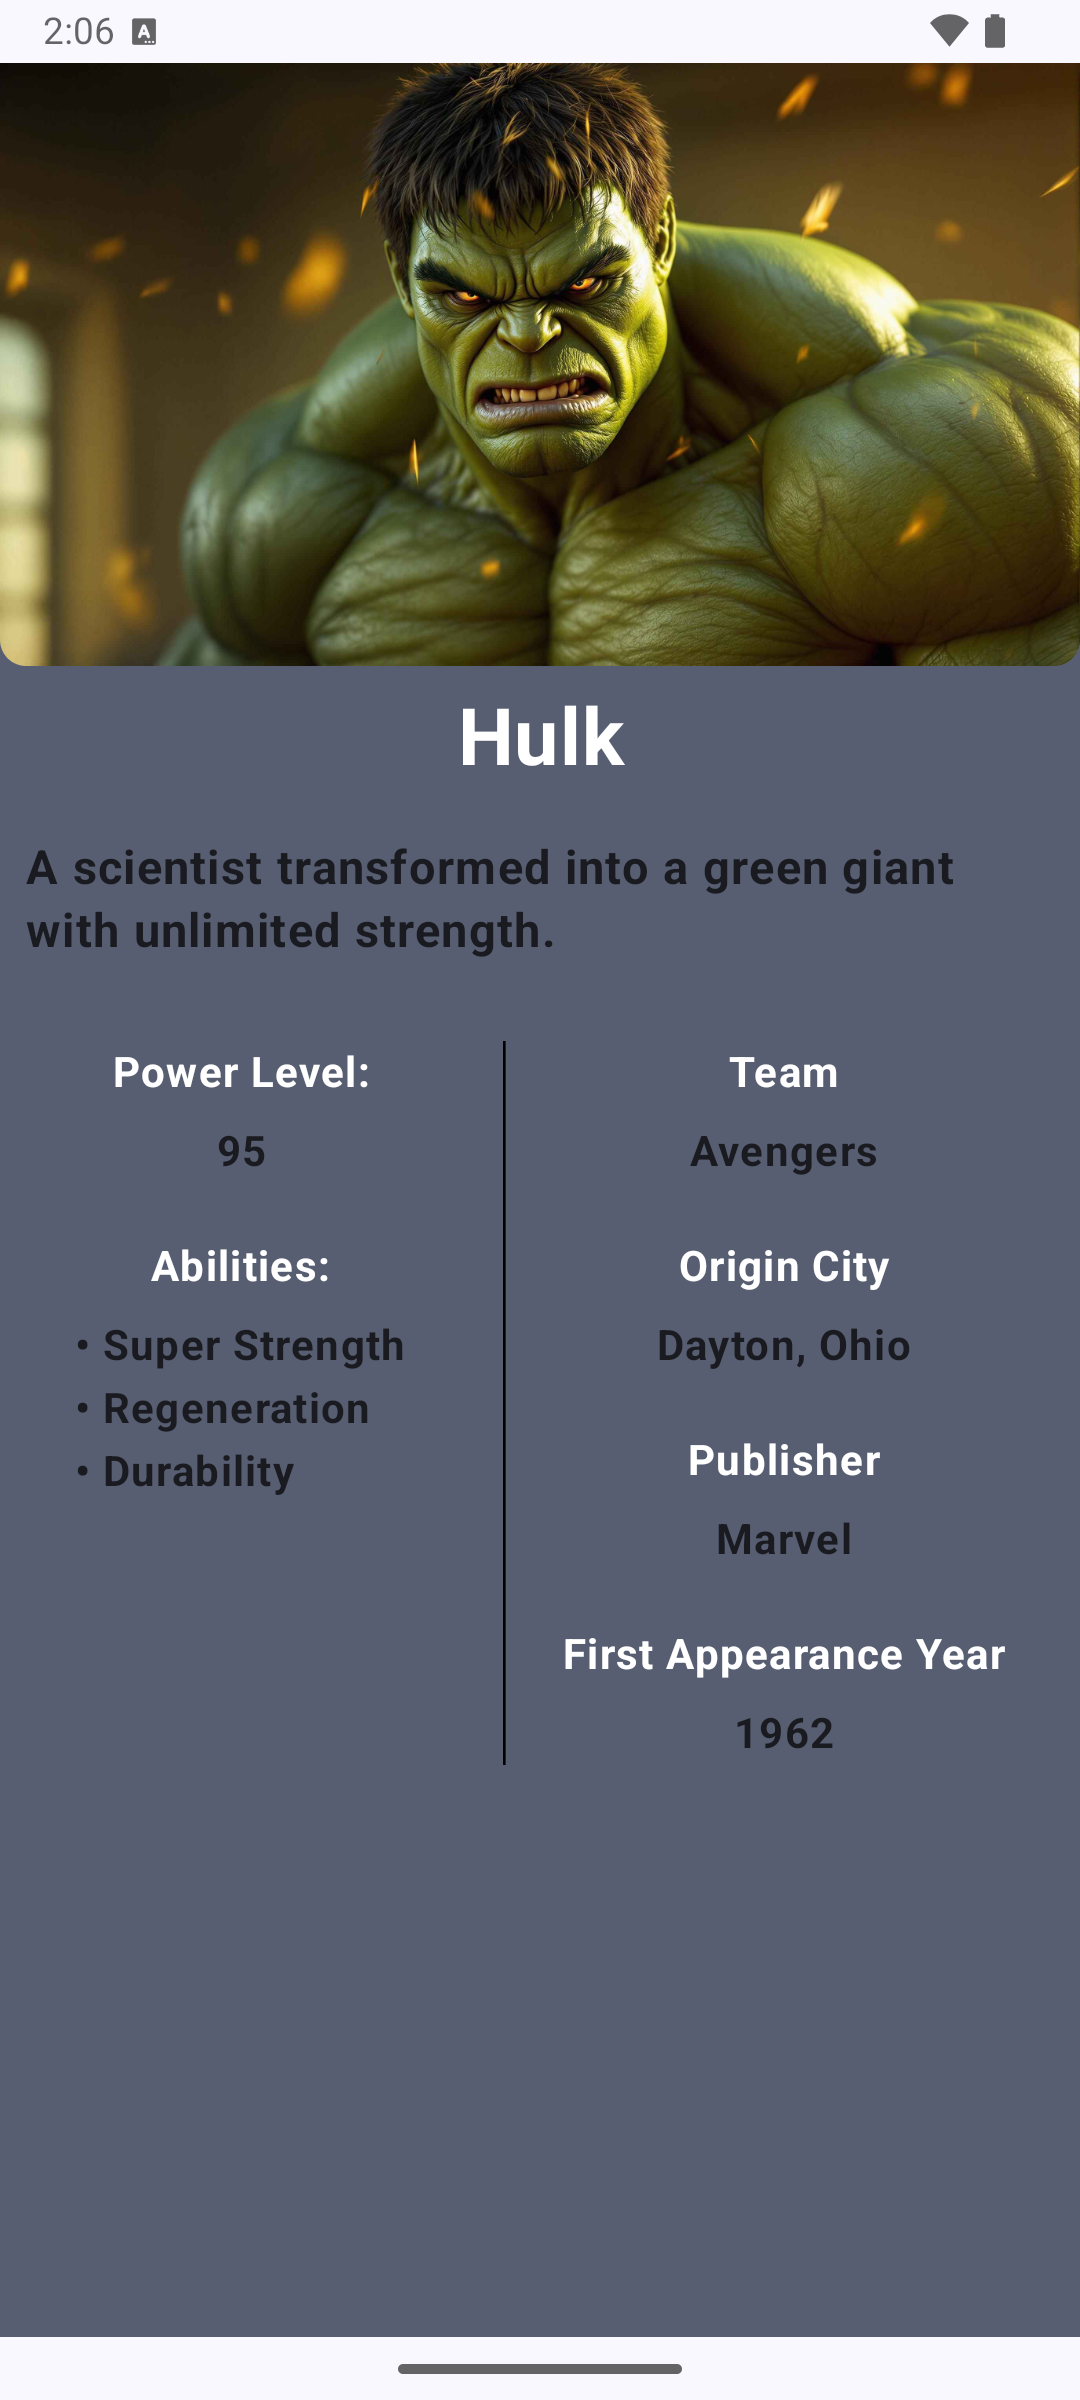 2:06
A
Hulk
A scientist transformed into a green giant
with unlimited strength.
Power Level:
95
Abilities:
• Super Strength
• Regeneration
• Durability
Team
Avengers
Origin City
Dayton, Ohio
Publisher
Marvel
First Appearance Year
1962